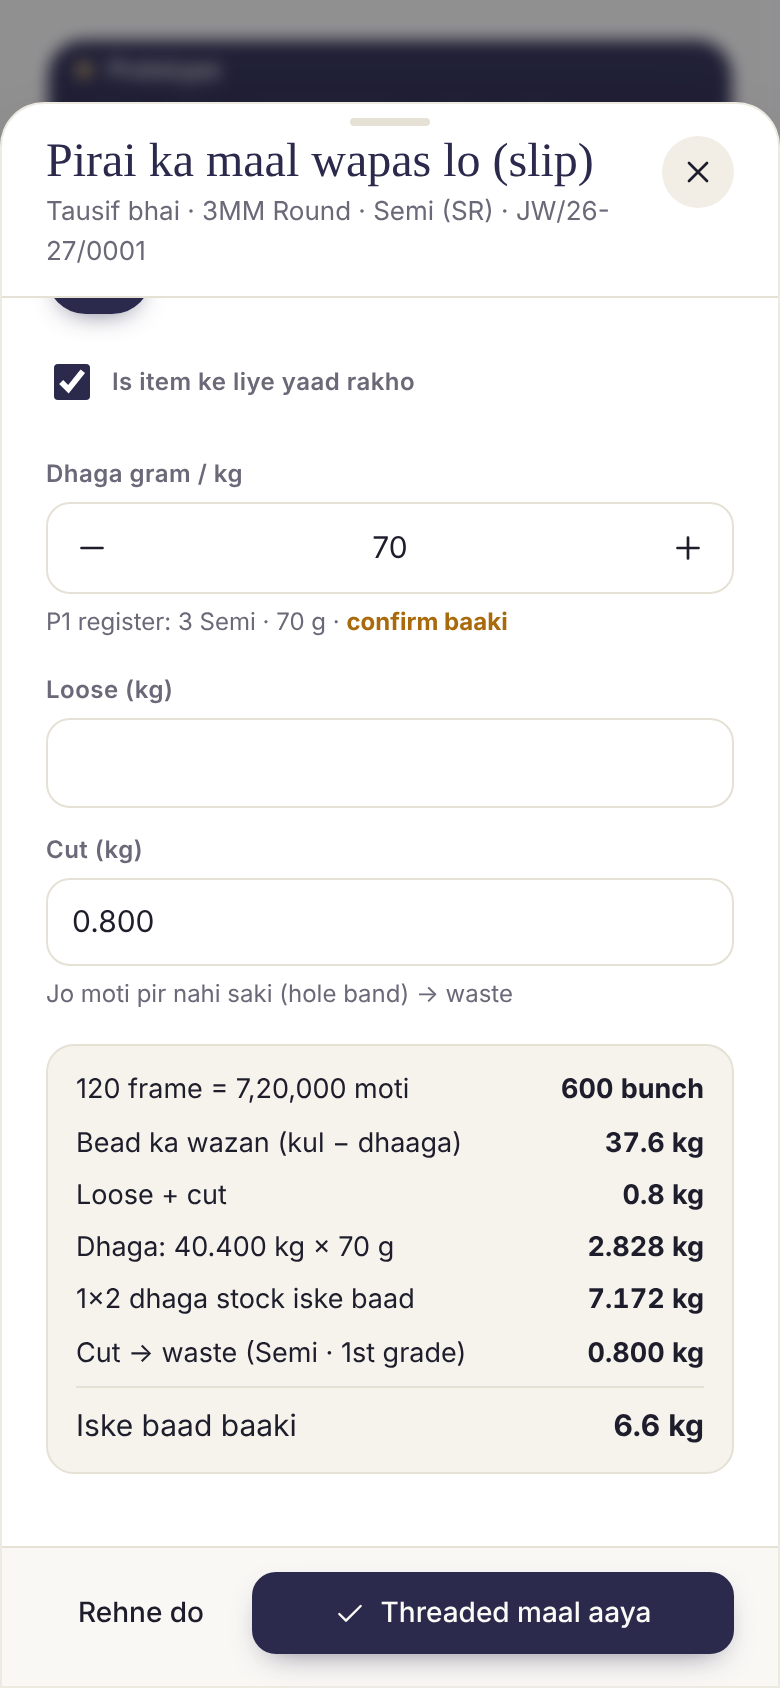 Prototype
Pirai ka maal wapas lo (slip)
Tausif bhai · 3MM Round · Semi (SR) · JW/26-
27/0001
Is item ke liye yaad rakho
Dhaga gram / kg
− 70 +
P1 register: 3 Semi · 70 g · confirm baaki
Loose (kg)
Cut (kg)
0.800
Jo moti pir nahi saki (hole band) → waste
120 frame = 7,20,000 moti 600 bunch
Bead ka wazan (kul − dhaaga) 37.6 kg
Loose + cut 0.8 kg
Dhaga: 40.400 kg × 70 g 2.828 kg
1×2 dhaga stock iske baad 7.172 kg
Cut → waste (Semi · 1st grade) 0.800 kg
Iske baad baaki 6.6 kg
Rehne do
Threaded maal aaya